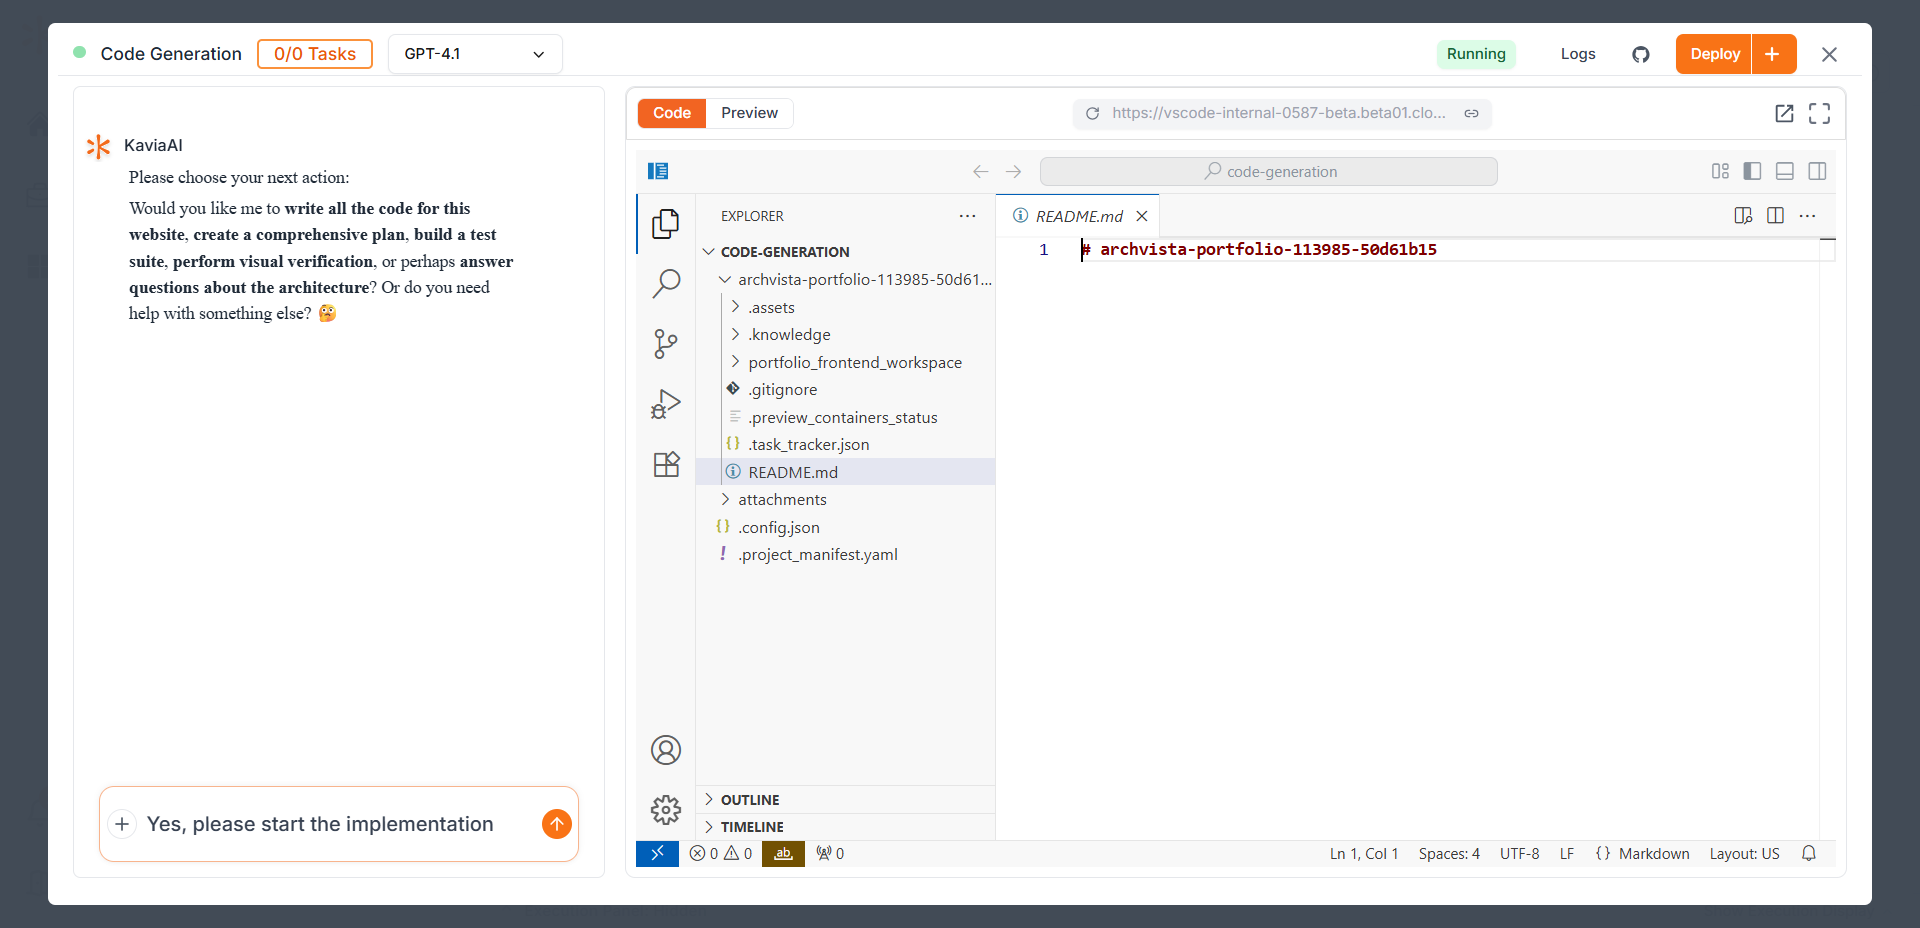 Code Generation
0/0 Tasks
GPT-4.1
Running
Logs
Deploy
KaviaAI
Please choose your next action:
Would you like me to write all the code for this
website, create a comprehensive plan, build a test
suite, perform visual verification, or perhaps answer
questions about the architecture? Or do you need
help with something else? 🤔
Yes, please start the implementation
Code
Preview
https://vscode-internal-0587-beta.beta01.clo...
code-generation
EXPLORER
CODE-GENERATION
archvista-portfolio-113985-50d61...
.assets
.knowledge
portfolio_frontend_workspace
.gitignore
.preview_containers_status
.task_tracker.json
README.md
attachments
.config.json
.project_manifest.yaml
OUTLINE
TIMELINE
README.md
1
# archvista-portfolio-113985-50d61b15
0
0
ab
0
Ln 1, Col 1
Spaces: 4
UTF-8
LF
{} Markdown
Layout: US